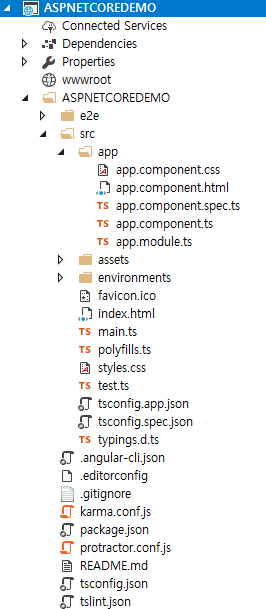 ASPNETCOREDEMO
Connected Services
Dependencies
Properties
wwwroot
ASPNETCOREDEMO
e2e
src
app
app.component.css
app.component.html
TS app.component.spec.ts
TS app.component.ts
TS app.module.ts
assets
environments
favicon.ico
index.html
TS main.ts
TS polyfills.ts
styles.css
TS test.ts
tsconfig.app.json
tsconfig.spec.json
TS typings.d.ts
.angular-cli.json
.editorconfig
.gitignore
karma.conf.js
package.json
protractor.conf.js
README.md
tsconfig.json
tslint.json